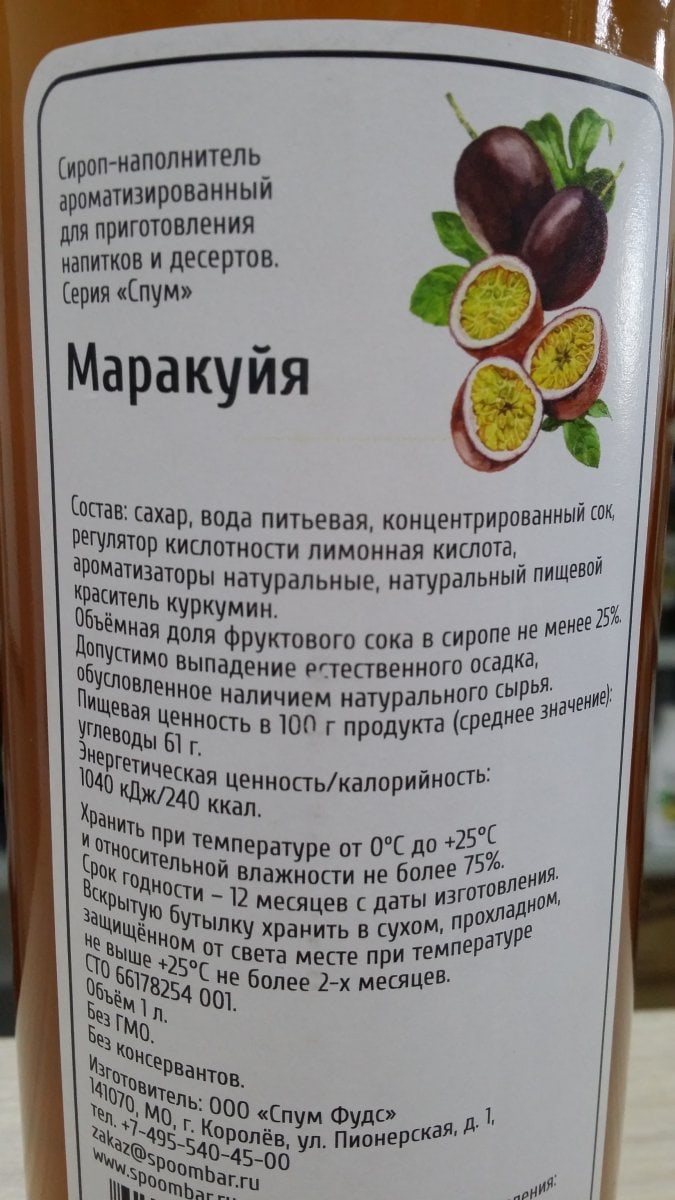 Сироп-наполнитель
ароматизированный
для приготовления
напитков и десертов.
Серия «Спум»
Маракуйя
Состав: сахар, вода питьевая, концентрированный сок,
регулятор кислотности лимонная кислота,
ароматизаторы натуральные, натуральный пищевой
краситель куркумин.
Объёмная доля фруктового сока в сиропе не менее 25%.
Допустимо выпадение естественного осадка,
обусловленное наличием натурального сырья.
Пищевая ценность в 100 г продукта (среднее значение):
углеводы 61 г.
Энергетическая ценность/калорийность:
1040 кДж/240 ккал.
Хранить при температуре от 0°С до +25°С
и относительной влажности не более 75%.
Срок годности – 12 месяцев с даты изготовления.
Вскрытую бутылку хранить в сухом, прохладном,
защищённом от света месте при температуре
не выше +25°С не более 2-х месяцев.
СТО 66178254 001.
Объём 1 л.
Без ГМО.
Без консервантов.
Изготовитель: ООО «Спум Фудс»
141070, МО, г. Королёв, ул. Пионерская, д. 1,
тел. +7-495-540-45-00
zakaz@spoombar.ru
www.spoombar.ru